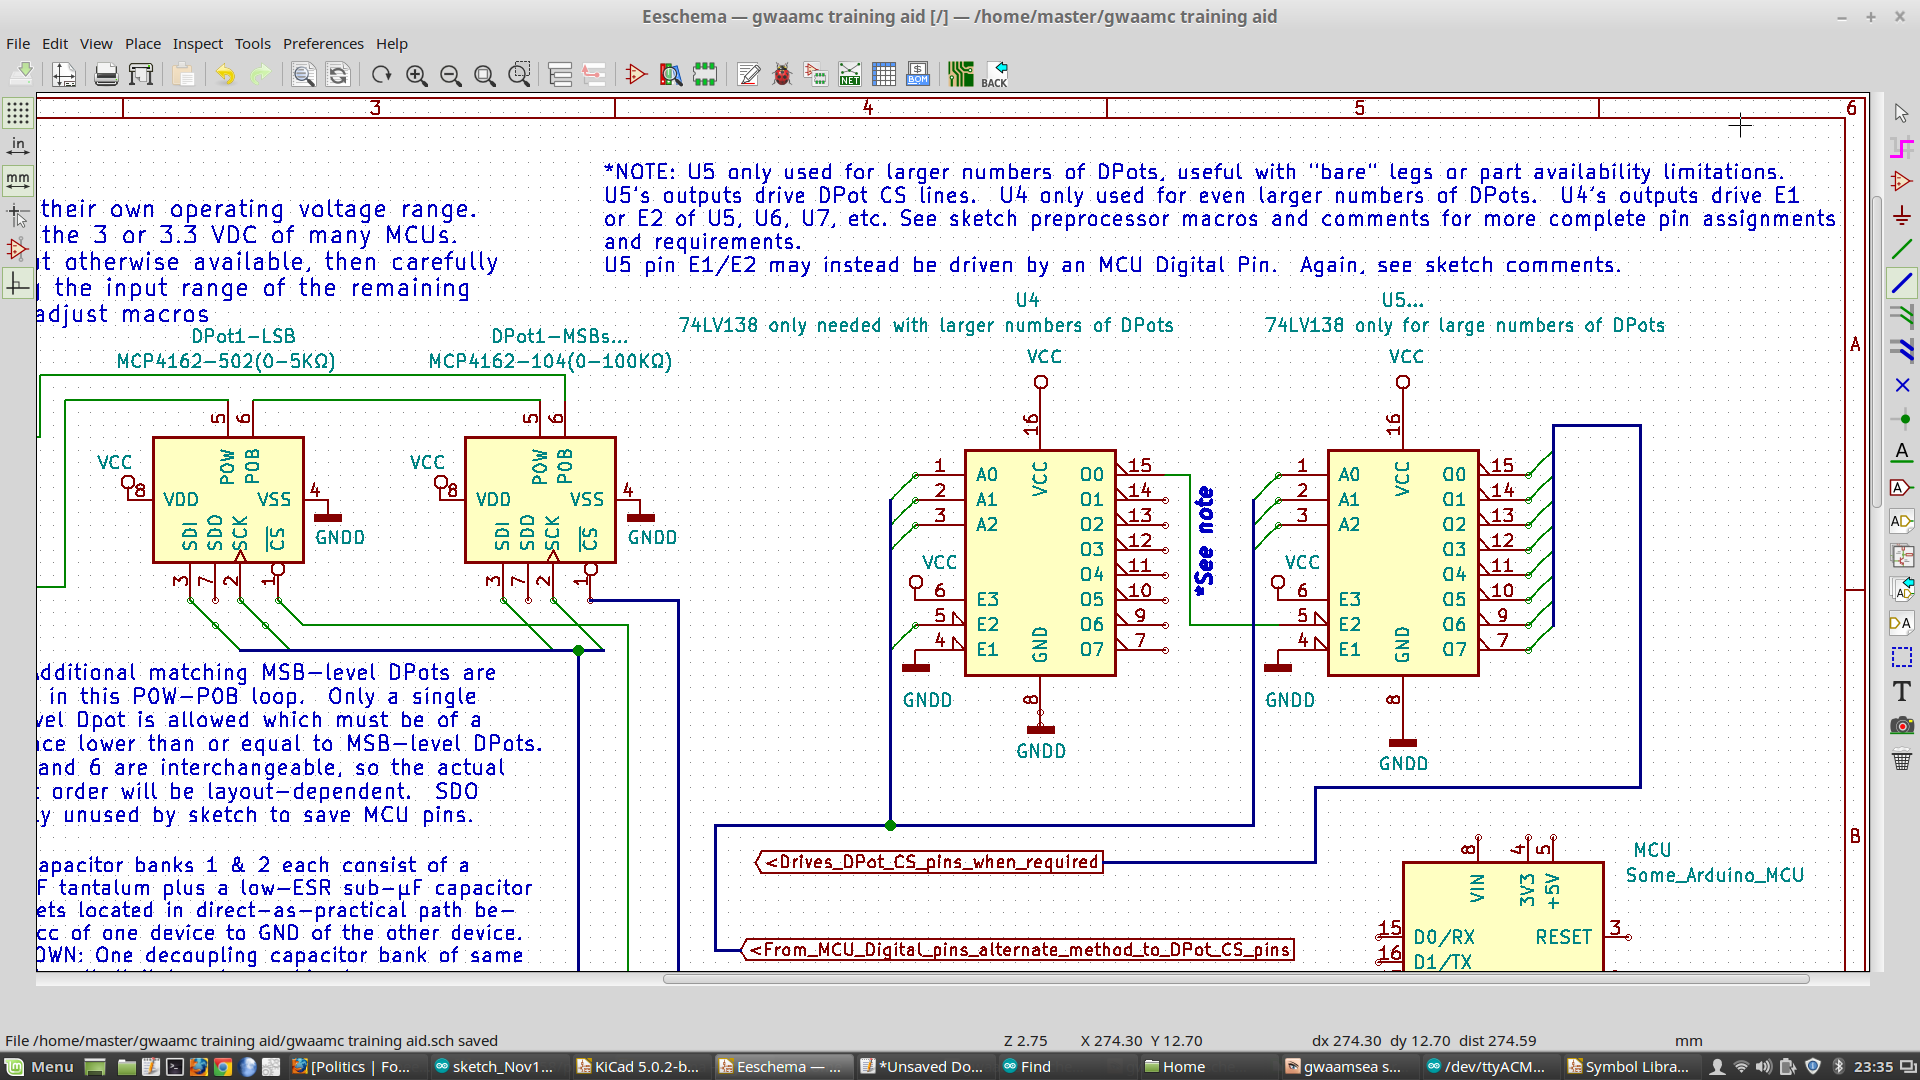 Eeschema — gwaamc training aid [/] — /home/master/gwaamc training aid
File Edit View Place Inspect Tools Preferences Help
NET
BOM
BACK
in
mm
3 4 5 6
A
B
*NOTE: U5 only used for larger numbers of DPots, useful with "bare" legs or part availability limitations.
U5's outputs drive DPot CS lines.  U4 only used for even larger numbers of DPots.  U4's outputs drive E1
or E2 of U5, U6, U7, etc. See sketch preprocessor macros and comments for more complete pin assignments
and requirements.
U5 pin E1/E2 may instead be driven by an MCU Digital Pin.  Again, see sketch comments.
their own operating voltage range.
the 3 or 3.3 VDC of many MCUs.
t otherwise available, then carefully
the input range of the remaining
adjust macros
DPot1-LSB
MCP4162-502(0-5KΩ)
DPot1-MSBs...
MCP4162-104(0-100KΩ)
5 6
POW POB
VCC
8 VDD VSS 4
GNDD
SDI SDO SCK CS
3 7 2 1
5 6
POW POB
VCC
8 VDD VSS 4
GNDD
SDI SDO SCK CS
3 7 2 1
U4
74LV138 only needed with larger numbers of DPots
VCC
16
VCC
1 A0 O0 15
2 A1 O1 14
3 A2 O2 13
O3 12
VCC
O4 11
6 E3 O5 10
5 E2 O6 9
4 E1 O7 7
GND
GNDD
8
GNDD
*See note
U5...
74LV138 only for large numbers of DPots
VCC
16
VCC
1 A0 O0 15
2 A1 O1 14
3 A2 O2 13
O3 12
VCC
O4 11
6 E3 O5 10
5 E2 O6 9
4 E1 O7 7
GND
GNDD
8
GNDD
dditional matching MSB-level DPots are
in this POW-POB loop.  Only a single
vel Dpot is allowed which must be of a
ce lower than or equal to MSB-level DPots.
and 6 are interchangeable, so the actual
order will be layout-dependent.  SDO
y unused by sketch to save MCU pins.
apacitor banks 1 & 2 each consist of a
F tantalum plus a low-ESR sub-µF capacitor
ets located in direct-as-practical path be-
cc of one device to GND of the other device.
OWN: One decoupling capacitor bank of same
<Drives_DPot_CS_pins_when_required
<From_MCU_Digital_pins_alternate_method_to_DPot_CS_pins
MCU
Some_Arduino_MCU
8 4 5
VIN 3V3 +5V
15 D0/RX RESET 3
16 D1/TX
File /home/master/gwaamc training aid/gwaamc training aid.sch saved
Z 2.75 X 274.30 Y 12.70 dx 274.30 dy 12.70 dist 274.59 mm
Menu [Politics | Fo... sketch_Nov1... KiCad 5.0.2-b... Eeschema — ... *Unsaved Do... Find Home gwaamsea s... /dev/ttyACM... Symbol Libra... 23:35